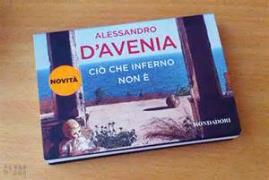 ALESSANDRO
D'AVENIA
NOVITÀ
CIÒ CHE INFERNO
NON È
MONDADORI